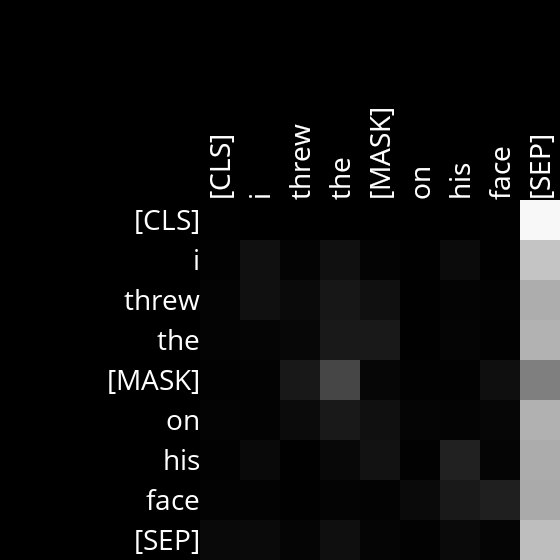 [CLS] i threw the [MASK] on his face [SEP]
[CLS]
i
threw
the
[MASK]
on
his
face
[SEP]